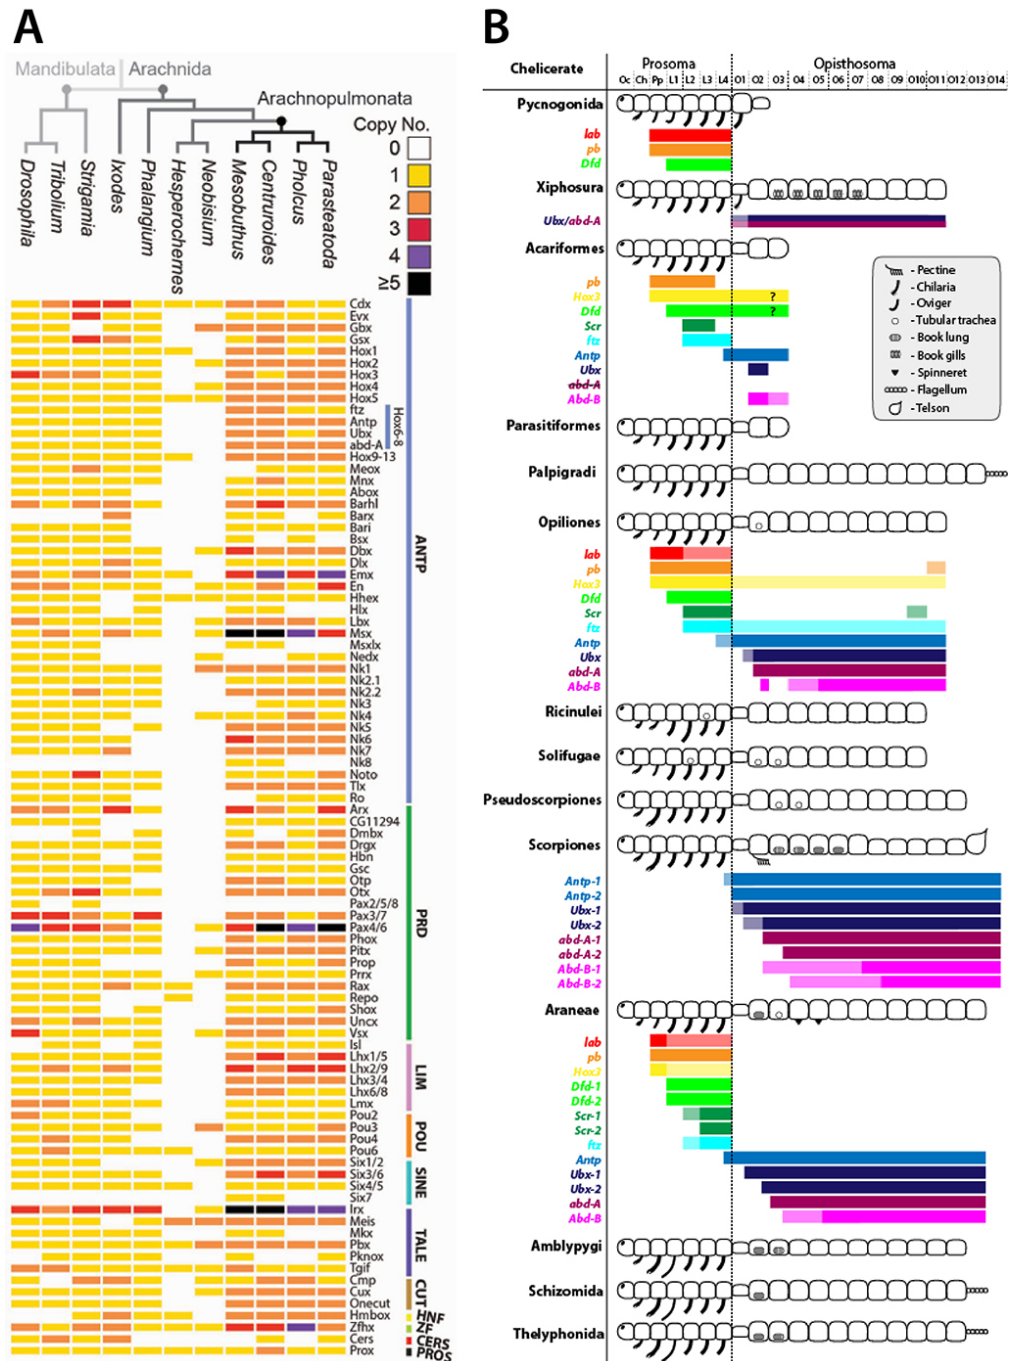 A
Mandibulata
Arachnida
Arachnopulmonata
Copy No.
0
1
2
3
4
≥5
Drosophila
Tribolium
Strigamia
Ixodes
Phalangium
Hesperochernes
Neobisium
Mesobuthus
Centruroides
Pholcus
Parasteatoda
Cdx
Evx
Gbx
Gsx
Hox1
Hox2
Hox3
Hox4
Hox5
ftz
Antp
Ubx
abd-A
Hox6-8
Hox9-13
Meox
Mnx
Abox
Barhl
Barx
Bari
Bsx
Dbx
Dlx
Emx
En
Hhex
Hlx
Lbx
Msx
Msxlx
Nedx
Nk1
Nk2.1
Nk2.2
Nk3
Nk4
Nk5
Nk6
Nk7
Nk8
Noto
Tlx
Ro
ANTP
Arx
CG11294
Dmbx
Drgx
Hbn
Gsc
Otp
Otx
Pax2/5/8
Pax3/7
Pax4/6
Phox
Pitx
Prop
Prrx
Rax
Repo
Shox
Uncx
Vsx
PRD
Isl
Lhx1/5
Lhx2/9
Lhx3/4
Lhx6/8
Lmx
LIM
Pou2
Pou3
Pou4
Pou6
POU
Six1/2
Six3/6
Six4/5
Six7
SINE
Irx
Meis
Mkx
Pbx
Pknox
Tgif
TALE
Cmp
Cux
Onecut
CUT
Hmbox
HNF
Zfhx
ZF
Cers
CERS
Prox
PROS
B
Chelicerate
Prosoma
Opisthosoma
Oc Ch Pp L1 L2 L3 L4 O1 O2 O3 O4 O5 O6 O7 O8 O9 O10 O11 O12 O13 O14
Pycnogonida
lab
pb
Dfd
Xiphosura
Ubx/abd-A
Acariformes
pb
Hox3 ?
Dfd ?
Scr
ftz
Antp
Ubx
abd-A
Abd-B
- Pectine
- Chilaria
- Oviger
- Tubular trachea
- Book lung
- Book gills
- Spinneret
- Flagellum
- Telson
Parasitiformes
Palpigradi
Opiliones
lab
pb
Hox3
Dfd
Scr
ftz
Antp
Ubx
abd-A
Abd-B
Ricinulei
Solifugae
Pseudoscorpiones
Scorpiones
Antp-1
Antp-2
Ubx-1
Ubx-2
abd-A-1
abd-A-2
Abd-B-1
Abd-B-2
Araneae
lab
pb
Hox3
Dfd-1
Dfd-2
Scr-1
Scr-2
ftz
Antp
Ubx-1
Ubx-2
abd-A
Abd-B
Amblypygi
Schizomida
Thelyphonida